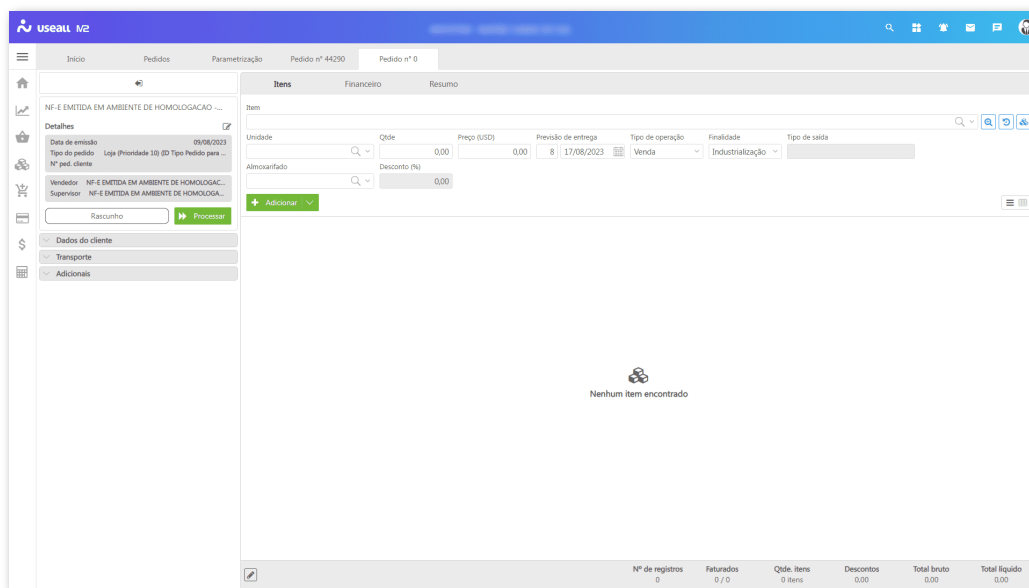 useall M2
Início Pedidos Parametrização Pedido n° 44290 Pedido n° 0
NF-E EMITIDA EM AMBIENTE DE HOMOLOGACAO -...
Detalhes
Data de emissão 09/08/2023
Tipo do pedido Loja (Prioridade 10) (ID Tipo Pedido para ...
N° ped. cliente
Vendedor NF-E EMITIDA EM AMBIENTE DE HOMOLOGAC...
Supervisor NF-E EMITIDA EM AMBIENTE DE HOMOLOGA...
Rascunho Processar
Dados do cliente
Transporte
Adicionais
Itens Financeiro Resumo
Item
Unidade Qtde Preço (USD) Previsão de entrega Tipo de operação Finalidade Tipo de saída
0,00 0,00 8 17/08/2023 Venda Industrialização
Almoxarifado Desconto (%)
0,00
Adicionar
Nenhum item encontrado
N° de registros Faturados Qtde. itens Descontos Total bruto Total líquido
0 0 / 0 0 itens 0.00 0.00 0.00